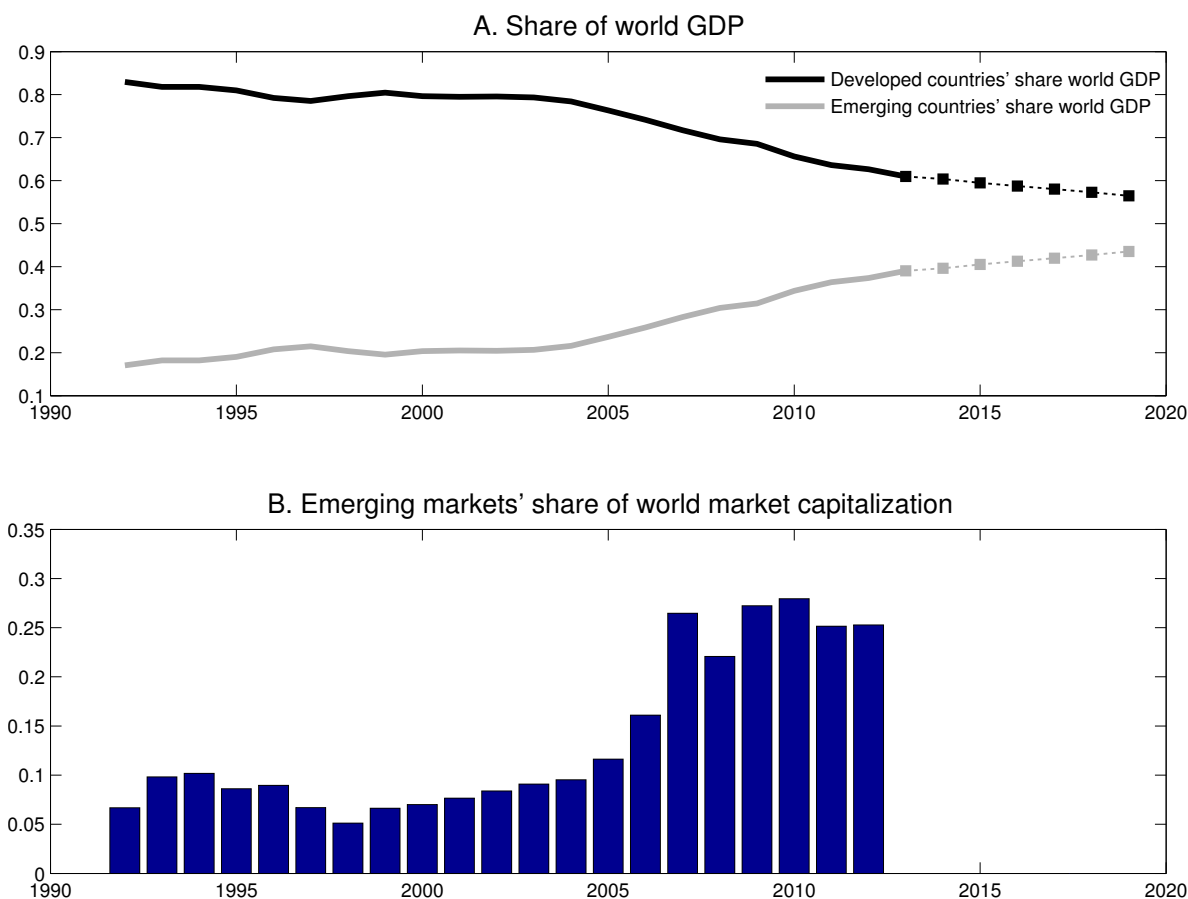 A. Share of world GDP
0.9
0.8
0.7
0.6
0.5
0.4
0.3
0.2
0.1
Developed countries' share world GDP
Emerging countries' share world GDP
1990 1995 2000 2005 2010 2015 2020
B. Emerging markets' share of world market capitalization
0.35
0.3
0.25
0.2
0.15
0.1
0.05
0
1990 1995 2000 2005 2010 2015 2020